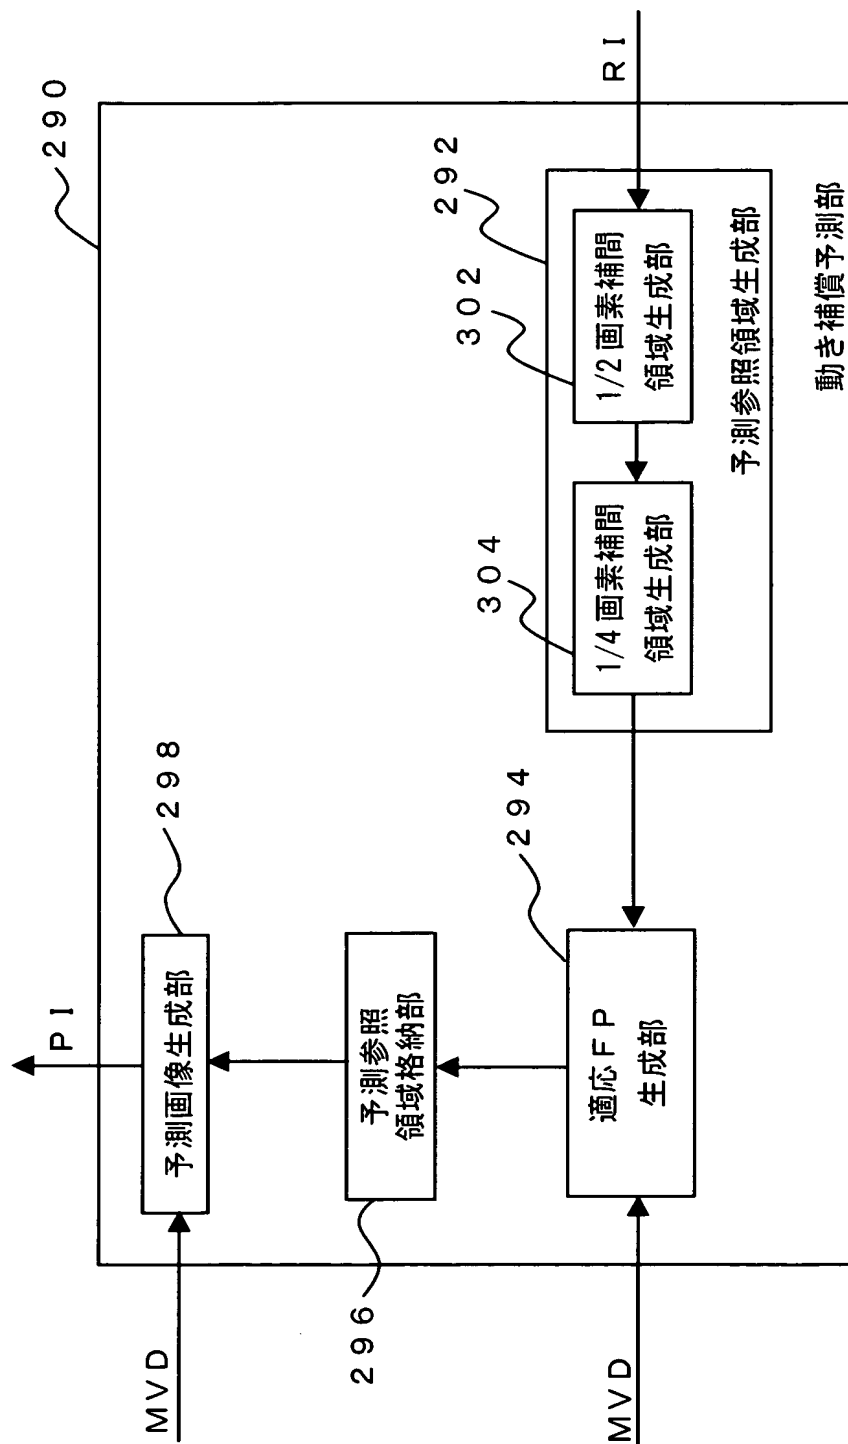 290
RI
292
302
1/2画素補間
領域生成部
304
1/4画素補間
領域生成部
予測参照領域生成部
動き補償予測部
294
適応FP
生成部
MVD
296
予測参照
領域格納部
298
予測画像生成部
MVD
PI